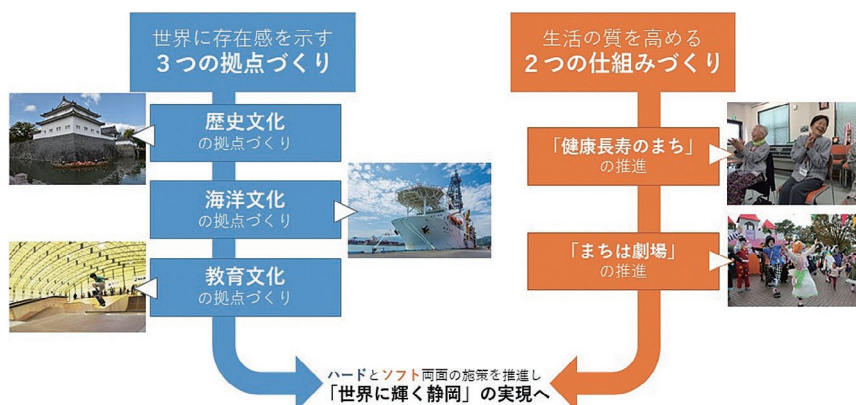 世界に存在感を示す
3つの拠点づくり
歴史文化
の拠点づくり
海洋文化
の拠点づくり
教育文化
の拠点づくり
生活の質を高める
2つの仕組みづくり
「健康長寿のまち」
の推進
「まちは劇場」
の推進
ハードとソフト両面の施策を推進し
「世界に輝く静岡」の実現へ